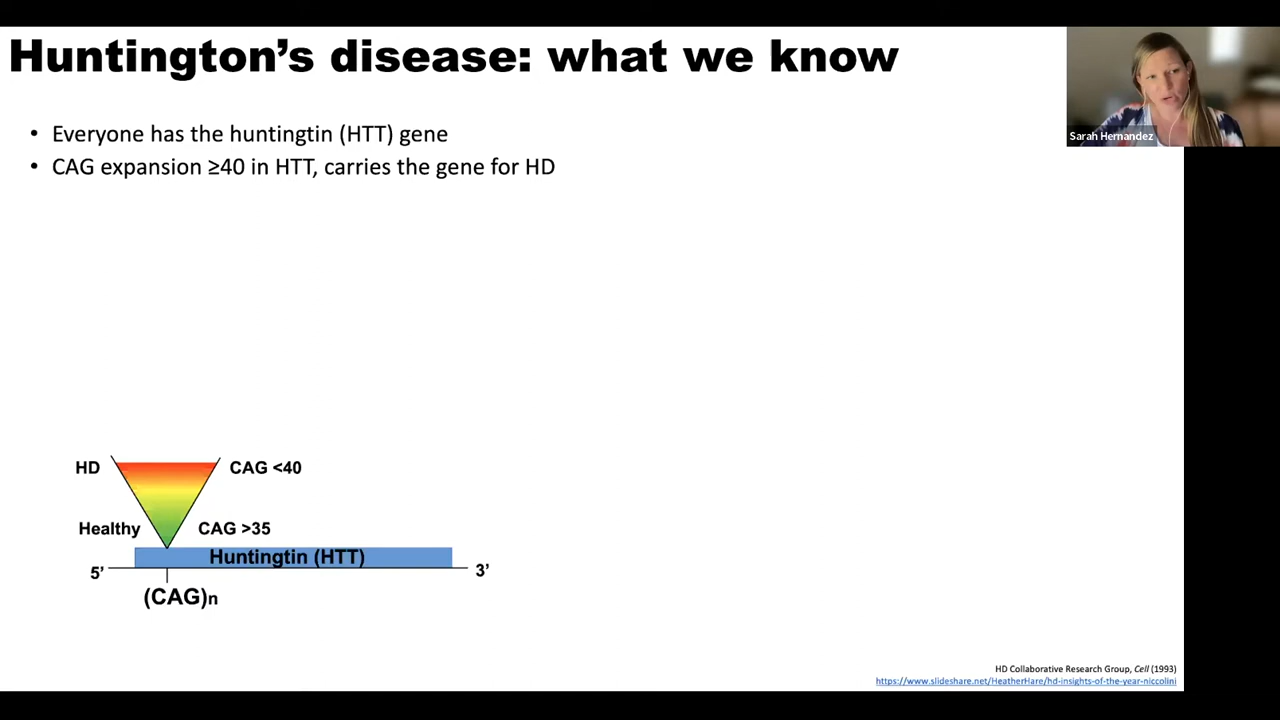 Huntington’s disease: what we know
Sarah Hernandez
• Everyone has the huntingtin (HTT) gene
• CAG expansion ≥40 in HTT, carries the gene for HD
HD
CAG <40
Healthy
CAG >35
Huntingtin (HTT)
5’
3’
(CAG)n
HD Collaborative Research Group, Cell (1993)
https://www.slideshare.net/HeatherHare/hd-insights-of-the-year-niccolini